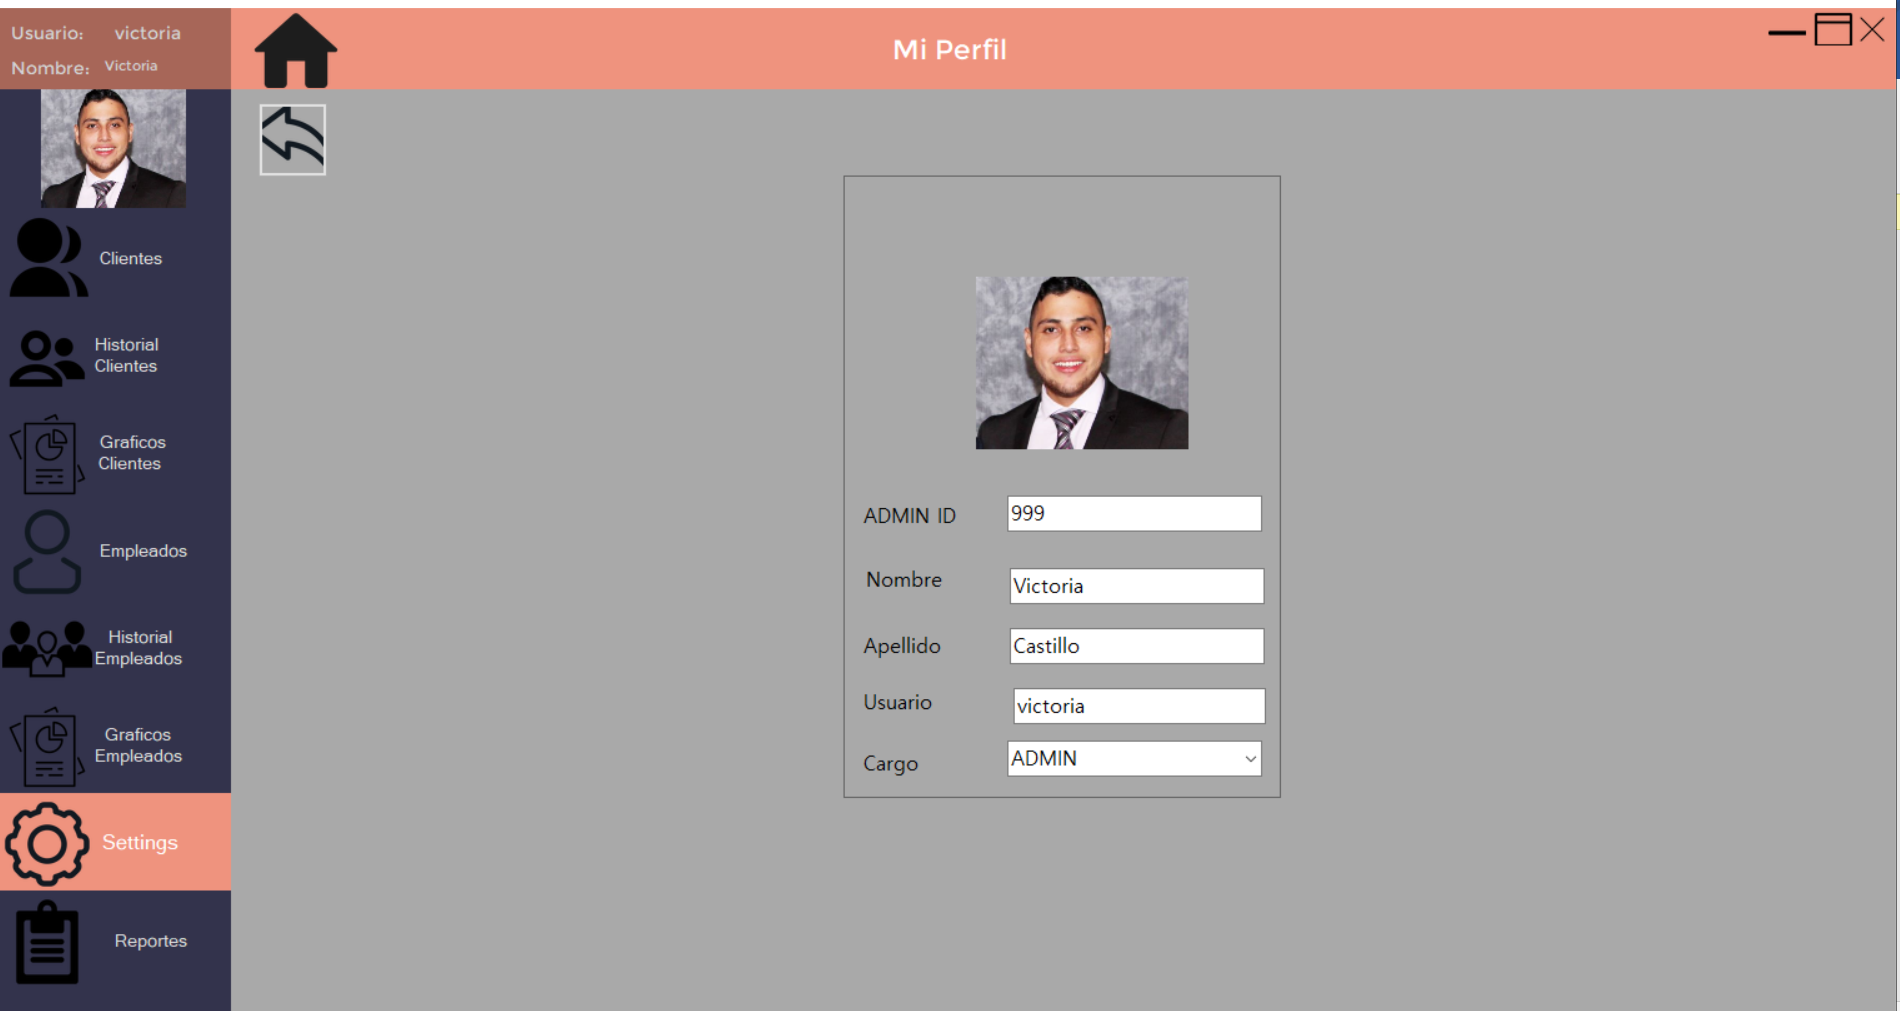 Usuario: victoria
Nombre: Victoria
Mi Perfil
Clientes
Historial
Clientes
Graficos
Clientes
Empleados
Historial
Empleados
Graficos
Empleados
Settings
Reportes
ADMIN ID 999
Nombre Victoria
Apellido Castillo
Usuario victoria
Cargo ADMIN